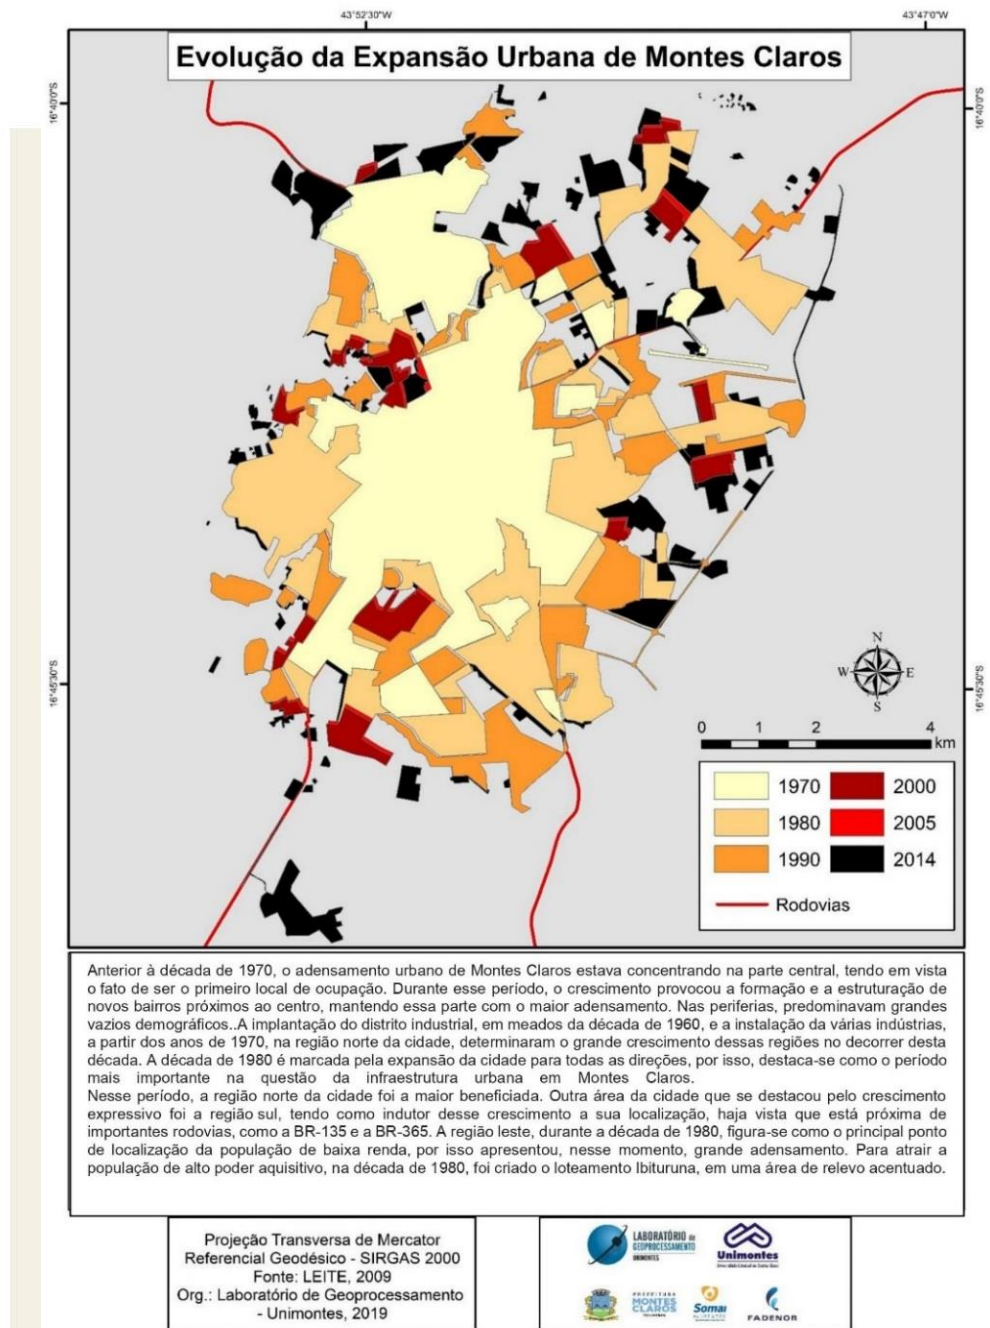 43°52'30"W
43°47'0"W
Evolução da Expansão Urbana de Montes Claros
16°40'0"S
16°40'0"S
16°45'30"S
16°45'30"S
N
W
E
S
0 1 2 4
km
1970
2000
1980
2005
1990
2014
Rodovias
Anterior à década de 1970, o adensamento urbano de Montes Claros estava concentrando na parte central, tendo em vista
o fato de ser o primeiro local de ocupação. Durante esse período, o crescimento provocou a formação e a estruturação de
novos bairros próximos ao centro, mantendo essa parte com o maior adensamento. Nas periferias, predominavam grandes
vazios demográficos..A implantação do distrito industrial, em meados da década de 1960, e a instalação da várias indústrias,
a partir dos anos de 1970, na região norte da cidade, determinaram o grande crescimento dessas regiões no decorrer desta
década. A década de 1980 é marcada pela expansão da cidade para todas as direções, por isso, destaca-se como o período
mais importante na questão da infraestrutura urbana em Montes Claros.
Nesse período, a região norte da cidade foi a maior beneficiada. Outra área da cidade que se destacou pelo crescimento
expressivo foi a região sul, tendo como indutor desse crescimento a sua localização, haja vista que está próxima de
importantes rodovias, como a BR-135 e a BR-365. A região leste, durante a década de 1980, figura-se como o principal ponto
de localização da população de baixa renda, por isso apresentou, nesse momento, grande adensamento. Para atrair a
população de alto poder aquisitivo, na década de 1980, foi criado o loteamento Ibituruna, em uma área de relevo acentuado.
Projeção Transversa de Mercator
Referencial Geodésico - SIRGAS 2000
Fonte: LEITE, 2009
Org.: Laboratório de Geoprocessamento
- Unimontes, 2019
LABORATÓRIO de
GEOPROCESSAMENTO
UNIMONTES
Unimontes
PREFEITURA
MONTES
CLAROS
Somar
FADENOR